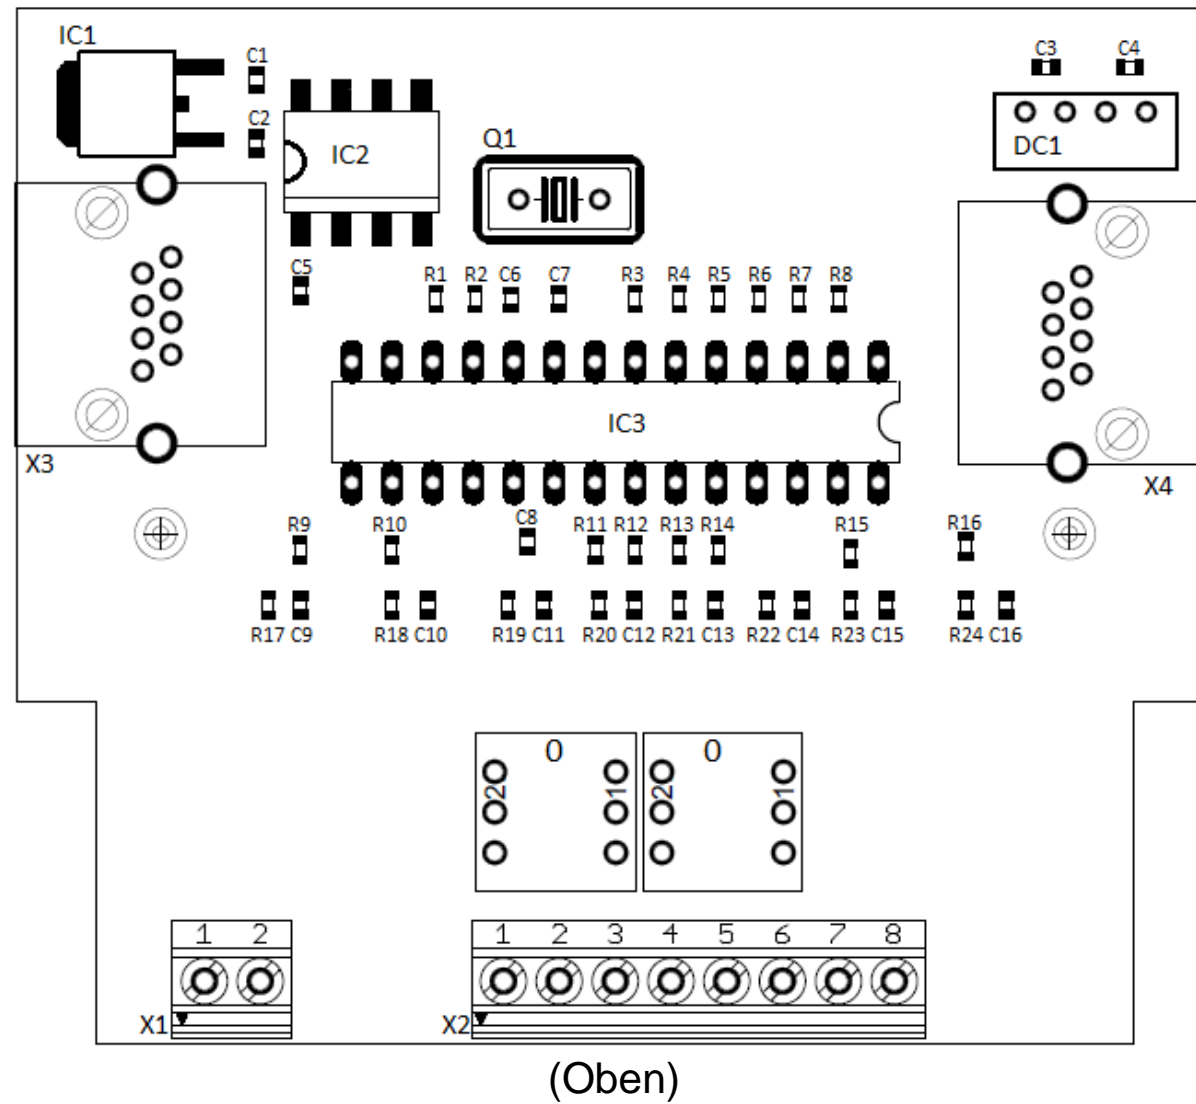 IC1
C1
C3 C4
C2
IC2
Q1
DC1
C5
R1 R2 C6 C7 R3 R4 R5 R6 R7 R8
IC3
X3
X4
R9 R10 C8 R11 R12 R13 R14 R15 R16
R17 C9 R18 C10 R19 C11 R20 C12 R21 C13 R22 C14 R23 C15 R24 C16
0 0
2 1 2 1
1 2
1 2 3 4 5 6 7 8
X1
X2
(Oben)